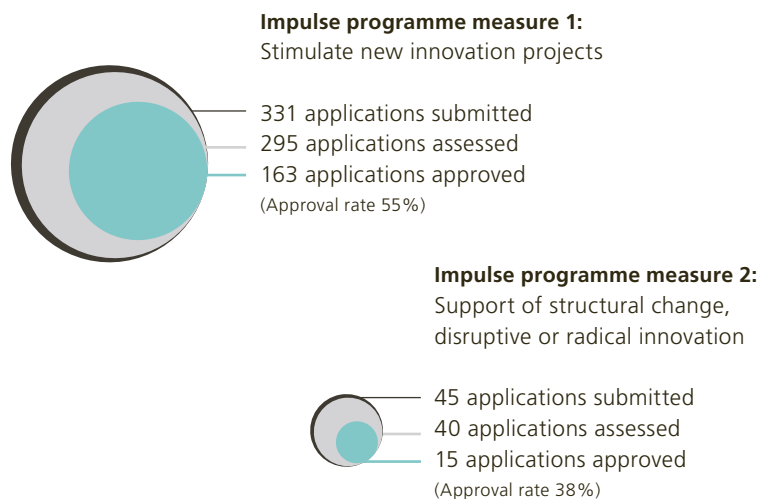 Impulse programme measure 1:
Stimulate new innovation projects
331 applications submitted
295 applications assessed
163 applications approved
(Approval rate 55%)
Impulse programme measure 2:
Support of structural change,
disruptive or radical innovation
45 applications submitted
40 applications assessed
15 applications approved
(Approval rate 38%)